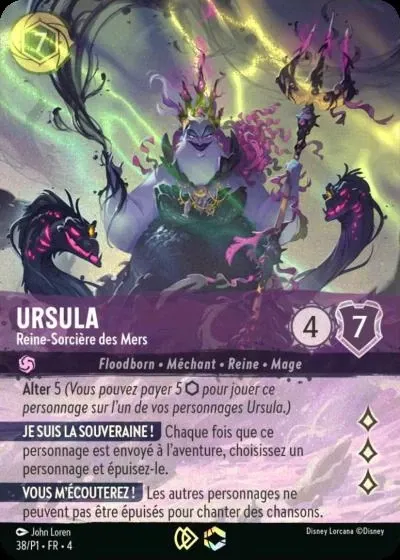 7
URSULA
Reine-Sorcière des Mers
4
7
Floodborn • Méchant • Reine • Mage
Alter 5 (Vous pouvez payer 5 ⬡ pour jouer ce
personnage sur l'un de vos personnages Ursula.)
JE SUIS LA SOUVERAINE ! Chaque fois que ce
personnage est envoyé à l'aventure, choisissez un
personnage et épuisez-le.
VOUS M'ÉCOUTEREZ ! Les autres personnages ne
peuvent pas être épuisés pour chanter des chansons.
John Loren
38/P1 • FR • 4
Disney Lorcana ©Disney